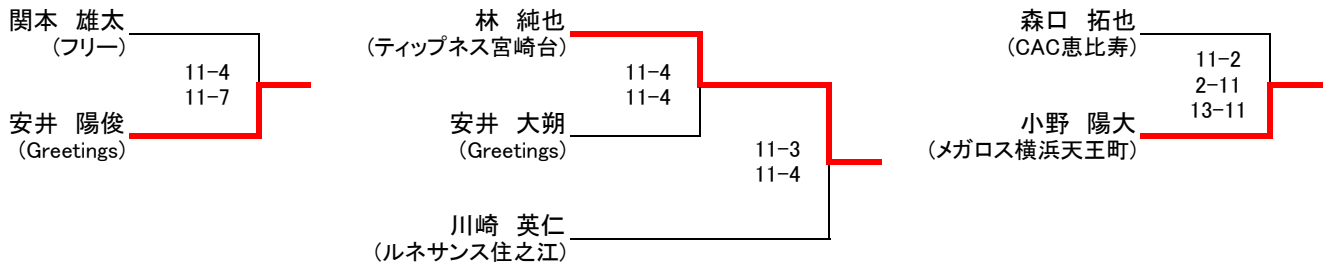 関本 雄太
(フリー)
11-4
11-7
安井 陽俊
(Greetings)
林 純也
(ティップネス宮崎台)
11-4
11-4
安井 大朔
(Greetings)
11-3
11-4
川崎 英仁
(ルネサンス住之江)
森口 拓也
(CAC恵比寿)
11-2
2-11
13-11
小野 陽大
(メガロス横浜天王町)